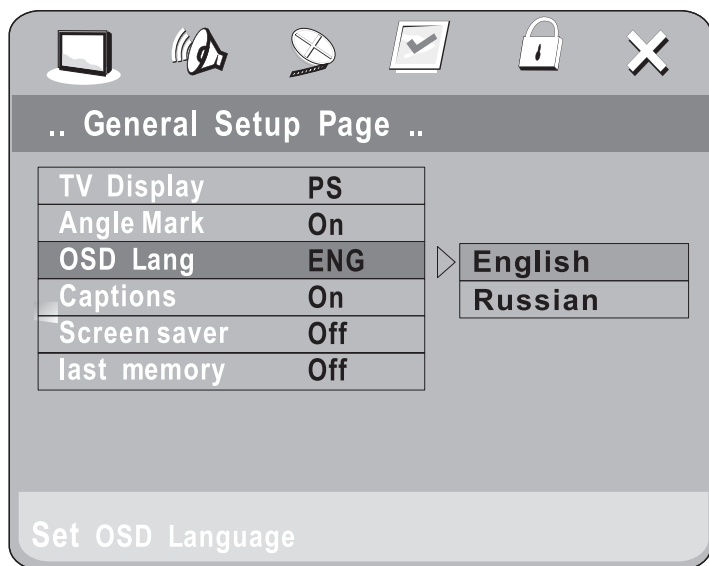 .. General Setup Page ..
TV Display PS
Angle Mark On
OSD Lang ENG English
Captions On Russian
Screen saver Off
last memory Off
Set OSD Language